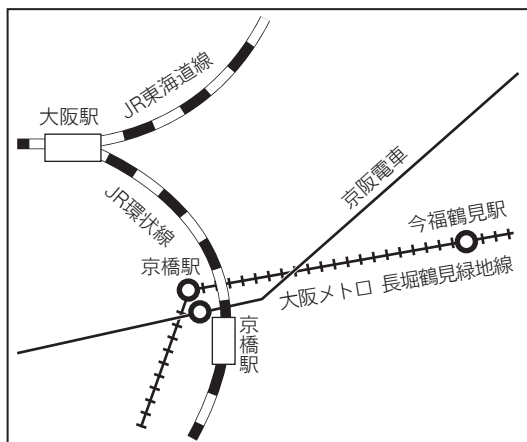 JR東海道線
大阪駅
京阪電車
JR環状線
今福鶴見駅
京橋駅
大阪メトロ 長堀鶴見緑地線
京橋駅